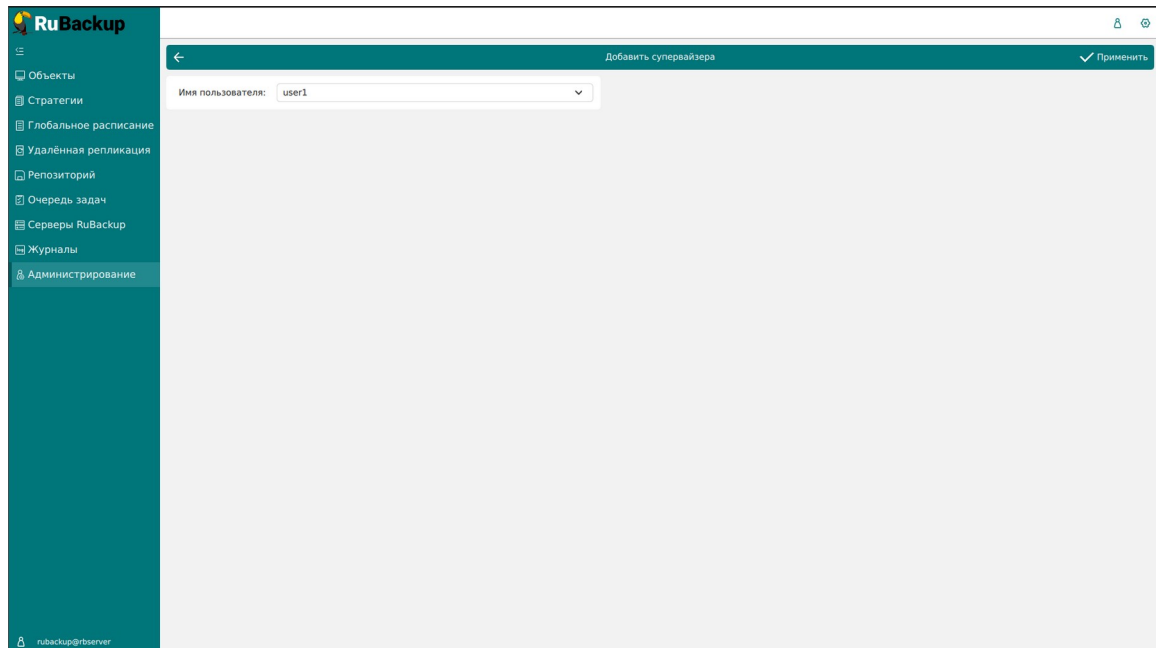 RuBackup
Объекты
Стратегии
Глобальное расписание
Удалённая репликация
Репозиторий
Очередь задач
Серверы RuBackup
Журналы
Администрирование
rubackup@rbserver
Добавить супервайзера
Применить
Имя пользователя: user1